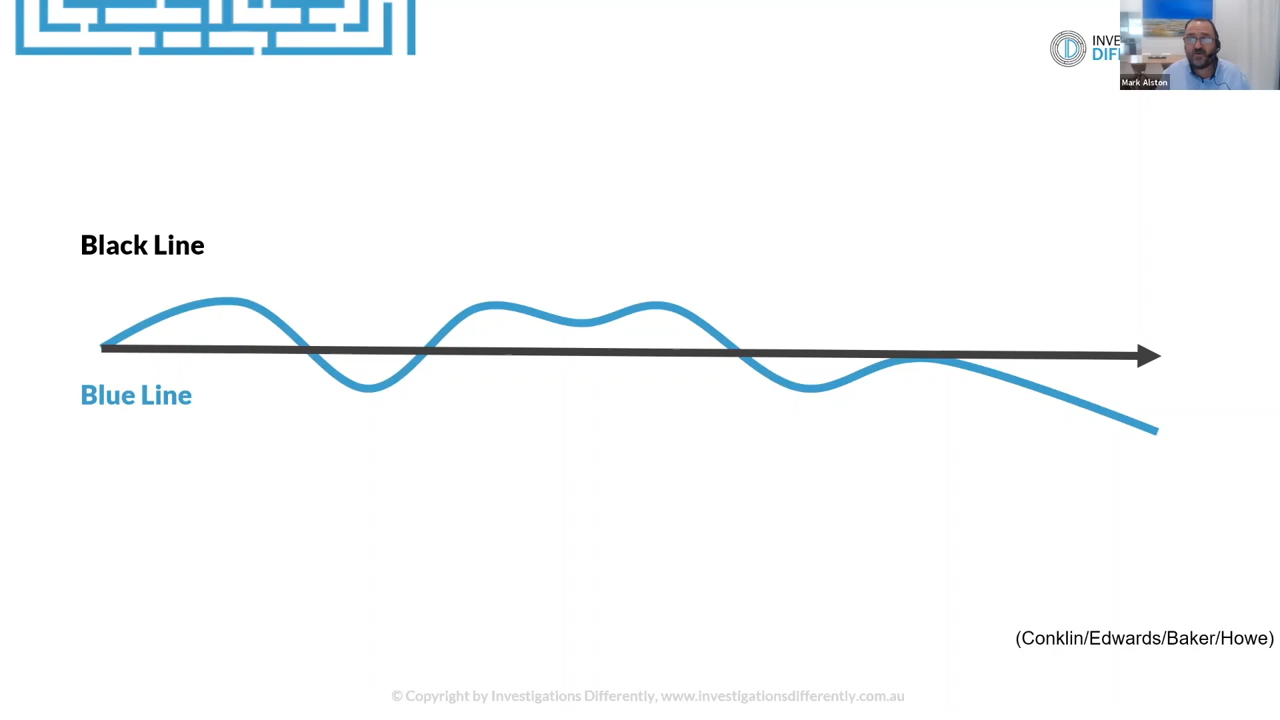 Mark Alston
Black Line
Blue Line
(Conklin/Edwards/Baker/Howe)
© Copyright by Investigations Differently, www.investigationsdifferently.com.au